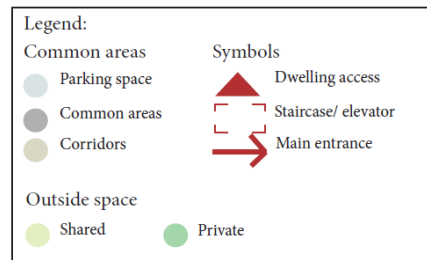 Legend:
Common areas
Parking space
Common areas
Corridors
Symbols
Dwelling access
Staircase/ elevator
Main entrance
Outside space
Shared
Private